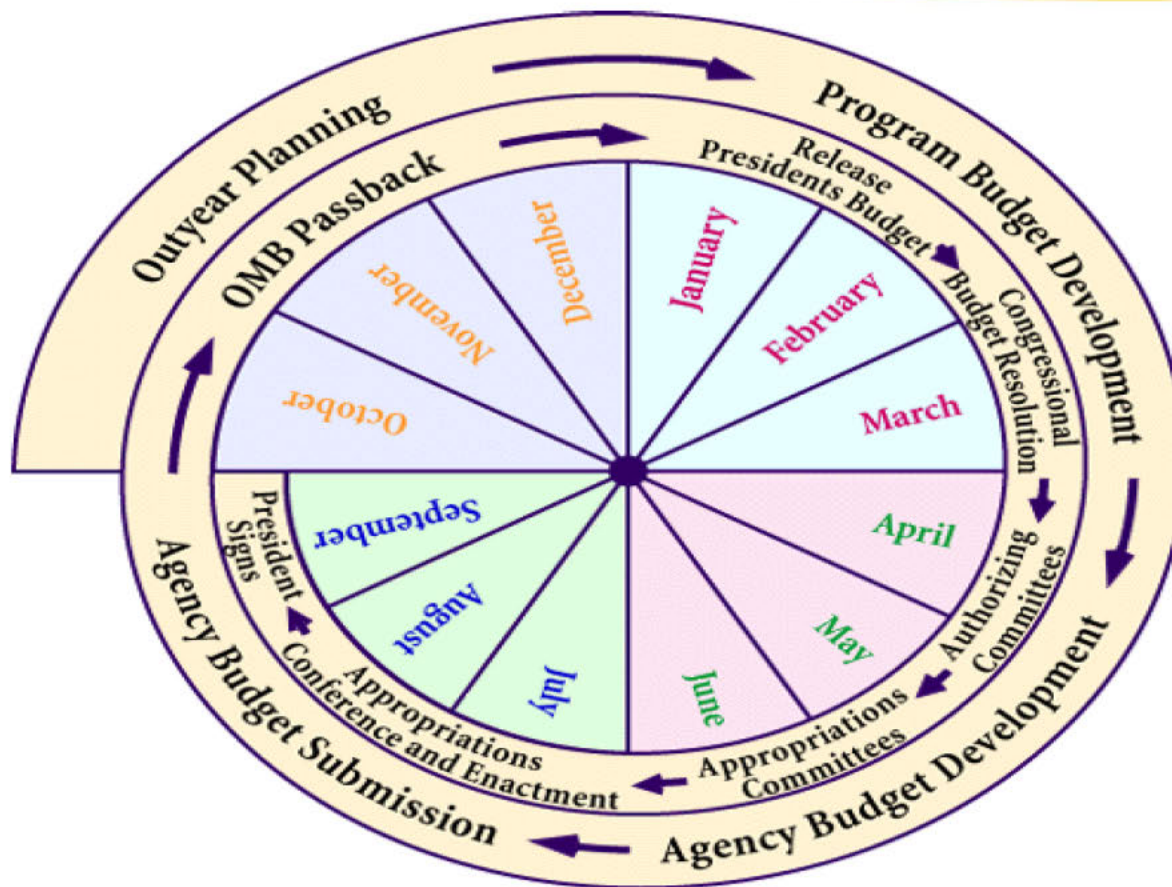 Outyear Planning
Program Budget Development
Agency Budget Development
Agency Budget Submission
OMB Passback
Release
Presidents Budget
Congressional
Budget Resolution
Authorizing
Committees
Appropriations
Committees
Appropriations
Conference and Enactment
President
Signs
January
February
March
April
May
June
July
August
September
October
November
December